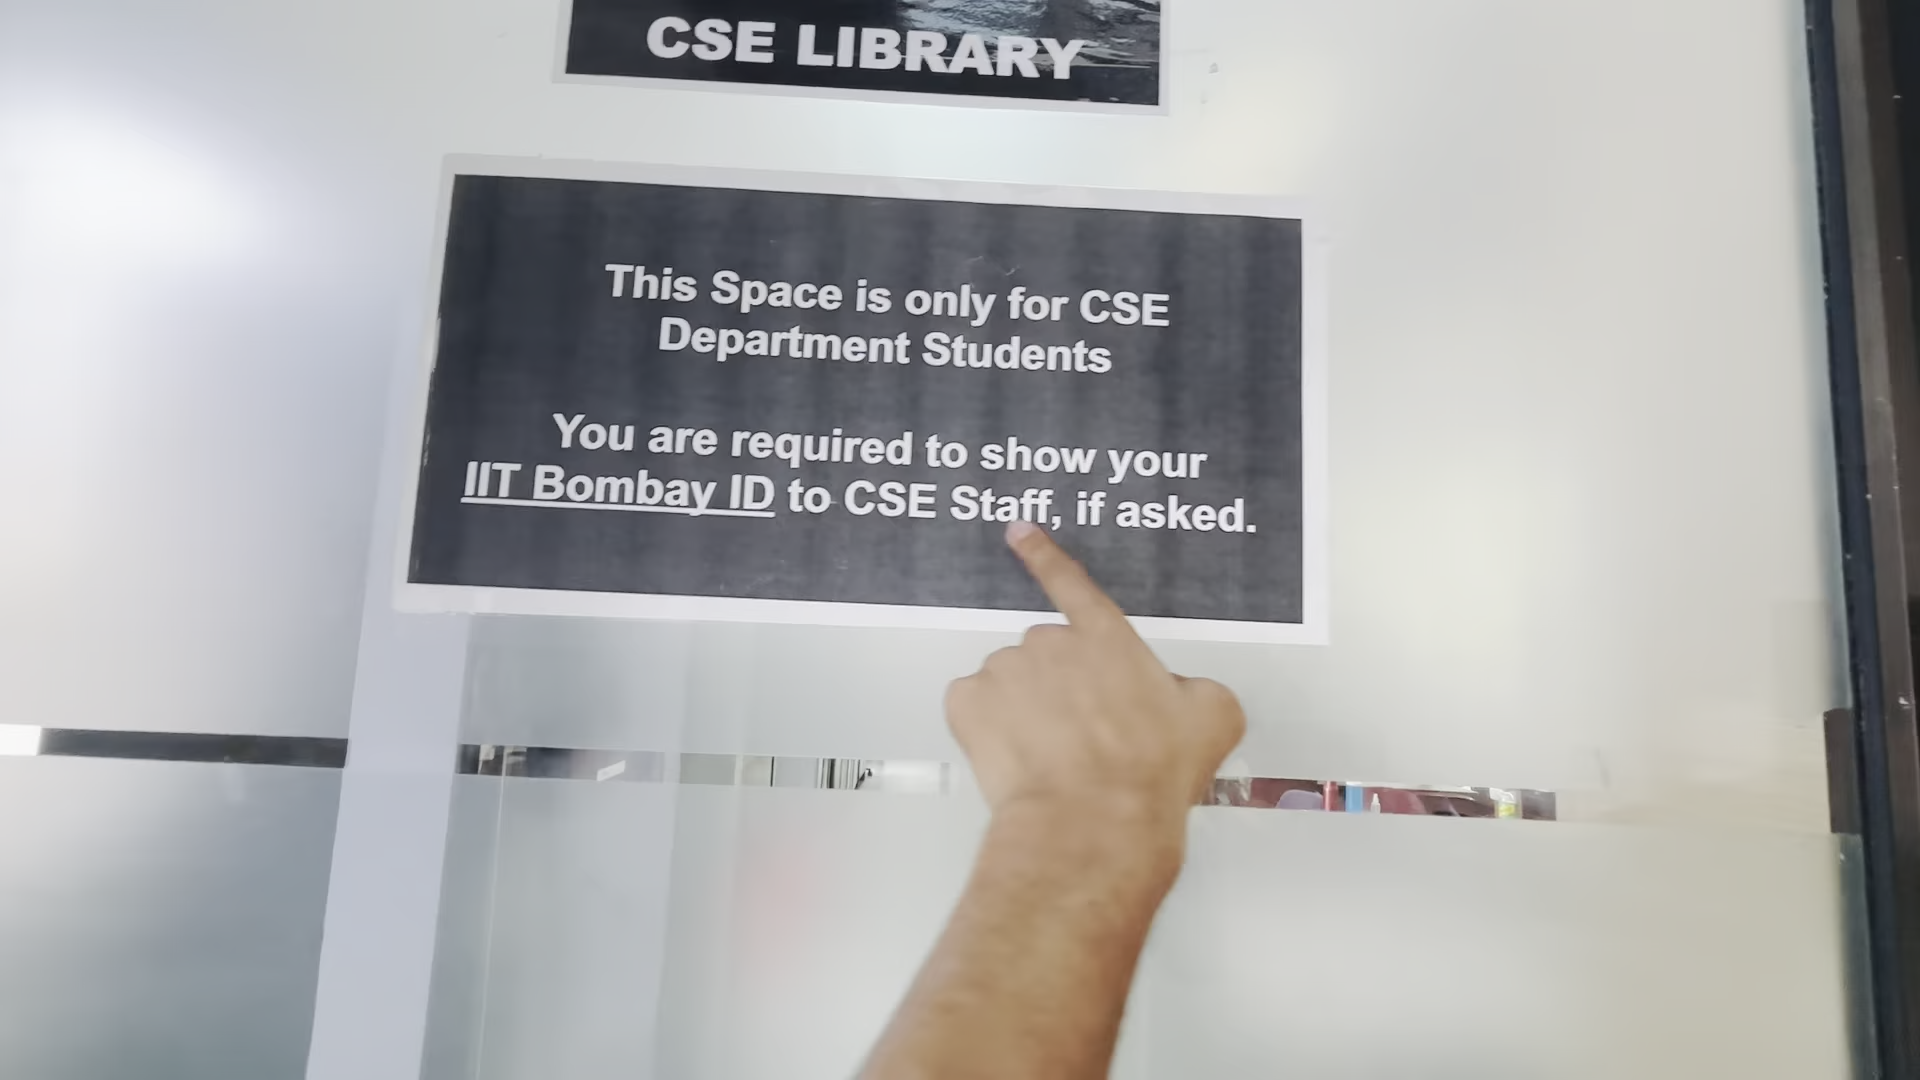 CSE LIBRARY
This Space is only for CSE
Department Students
You are required to show your
IIT Bombay ID to CSE Staff, if asked.